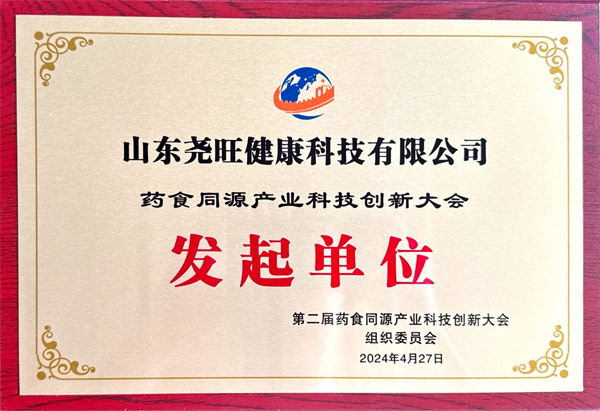 山东尧旺健康科技有限公司
药食同源产业科技创新大会
发起单位
第二届药食同源产业科技创新大会
组织委员会
2024年4月27日